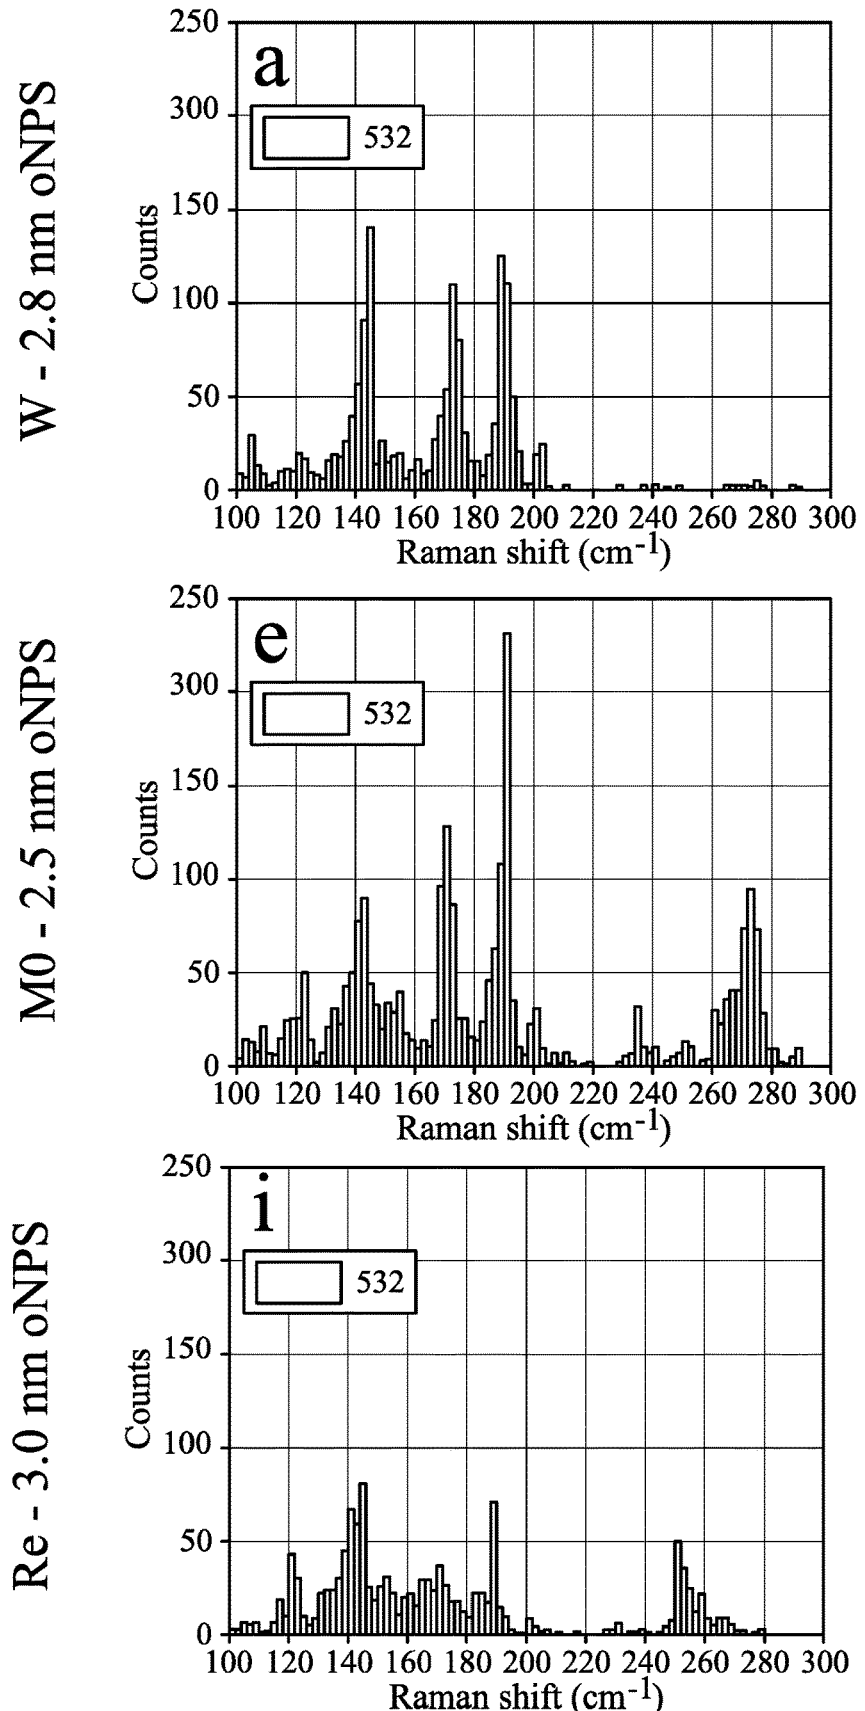 W - 2.8 nm oNPS
a
532
Counts
250
300
150
100
50
0
100 120 140 160 180 200 220 240 260 280 300
Raman shift (cm-1)
M0 - 2.5 nm oNPS
e
532
Counts
250
300
150
100
50
0
100 120 140 160 180 200 220 240 260 280 300
Raman shift (cm-1)
Re - 3.0 nm oNPS
i
532
Counts
250
300
150
100
50
0
100 120 140 160 180 200 220 240 260 280 300
Raman shift (cm-1)